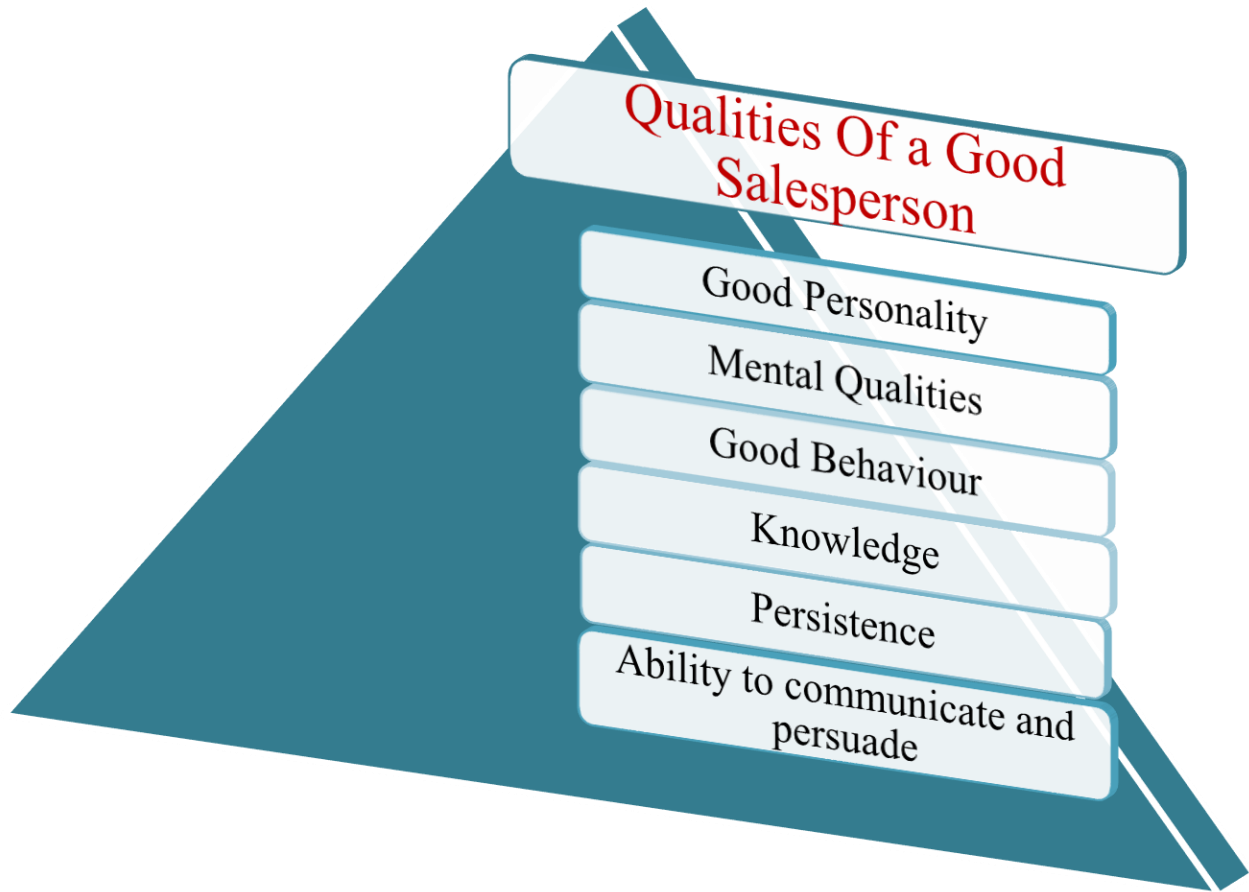 Qualities Of a Good
Salesperson
Good Personality
Mental Qualities
Good Behaviour
Knowledge
Persistence
Ability to communicate and
persuade